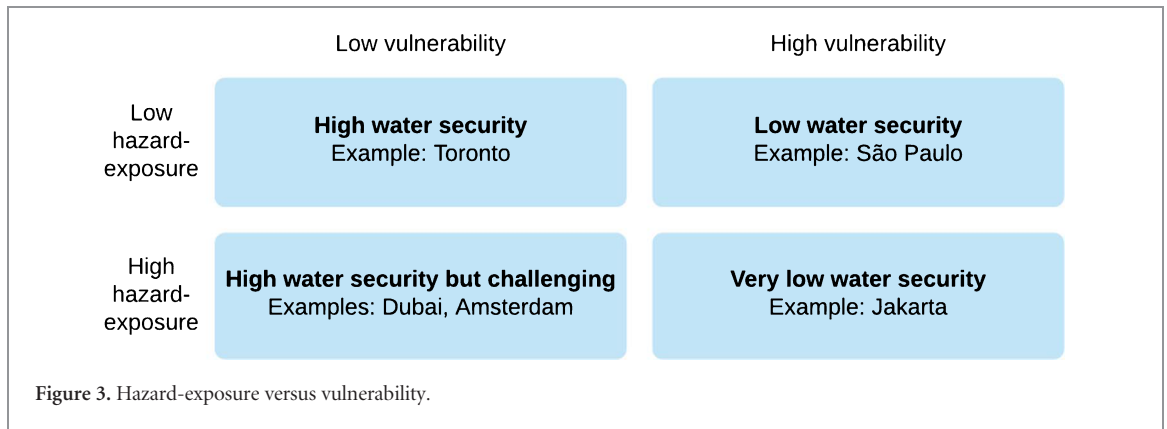 Low vulnerability
High vulnerability
Low
hazard-
exposure
High water security
Example: Toronto
Low water security
Example: São Paulo
High
hazard-
exposure
High water security but challenging
Examples: Dubai, Amsterdam
Very low water security
Example: Jakarta
Figure 3. Hazard-exposure versus vulnerability.